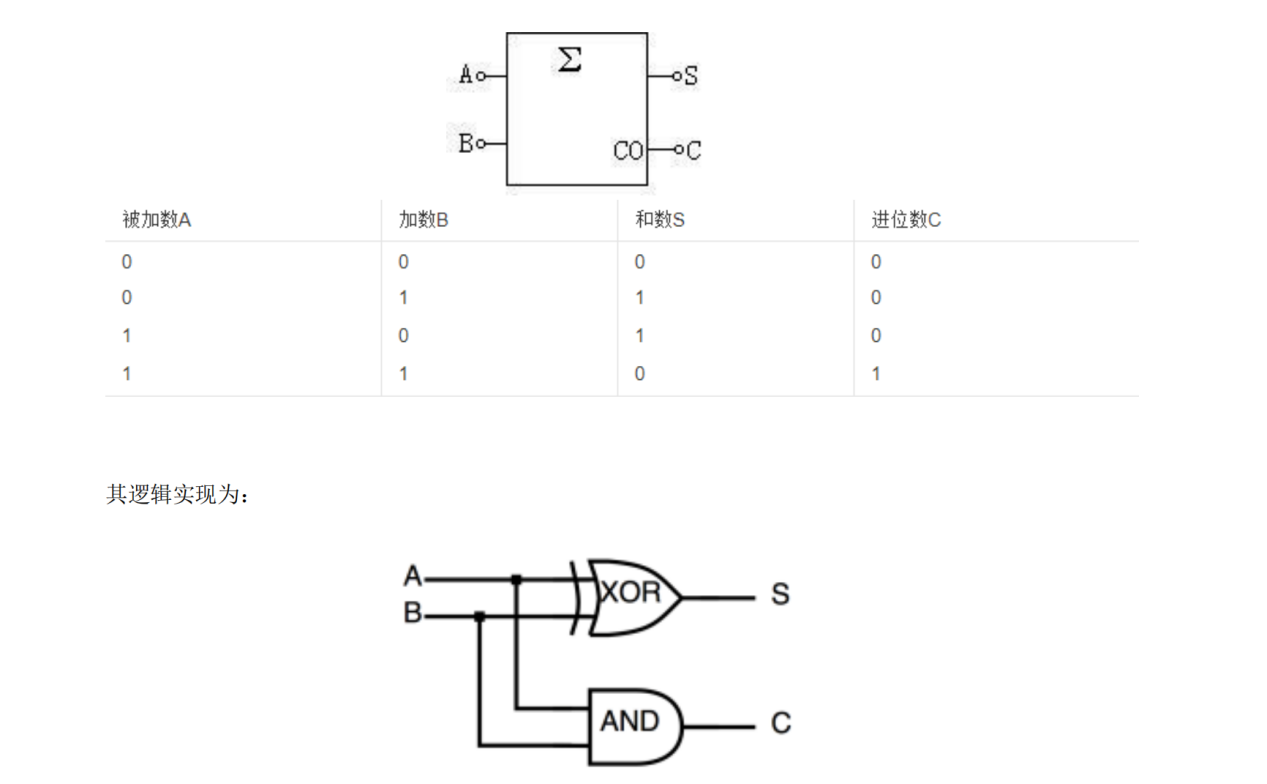 Σ
A S
B CO C
被加数A 加数B 和数S 进位数C
0 0 0 0
0 1 1 0
1 0 1 0
1 1 0 1
其逻辑实现为：
A XOR S
B
AND C